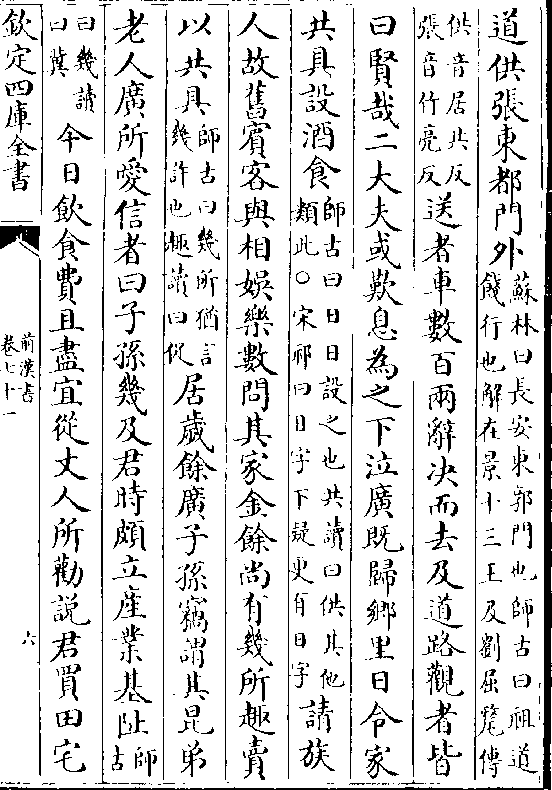 道供張東都門外蘇林曰長安東郭門也師古曰祖道餞行也解在景十三王及劉屈氂傳
供音居共反張音竹亮反送者車數百兩辭決而去及道路觀者皆
曰賢哉二大夫或歎息為之下泣廣既歸鄉里日令家
共具設酒食師古曰日日設之也共讀曰供其他類此○宋祁曰日字下疑更有日字請族
人故舊賓客與相娛樂數問其家金餘尚有幾所趣賣
以共具師古曰幾所猶言幾許也趣讀曰促居歲餘廣子孫竊謂其昆弟
老人廣所愛信者曰子孫幾及君時頗立産業基阯師古
曰幾讀曰冀今日飲食費且盡宜從丈人所勸說君買田宅
欽定四庫全書
前漢書
卷七十一
六